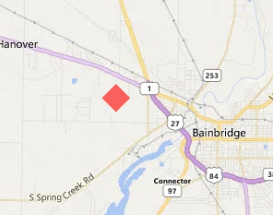 Hanover
1
253
27
Bainbridge
S Spring Creek Rd
Connector
97
84